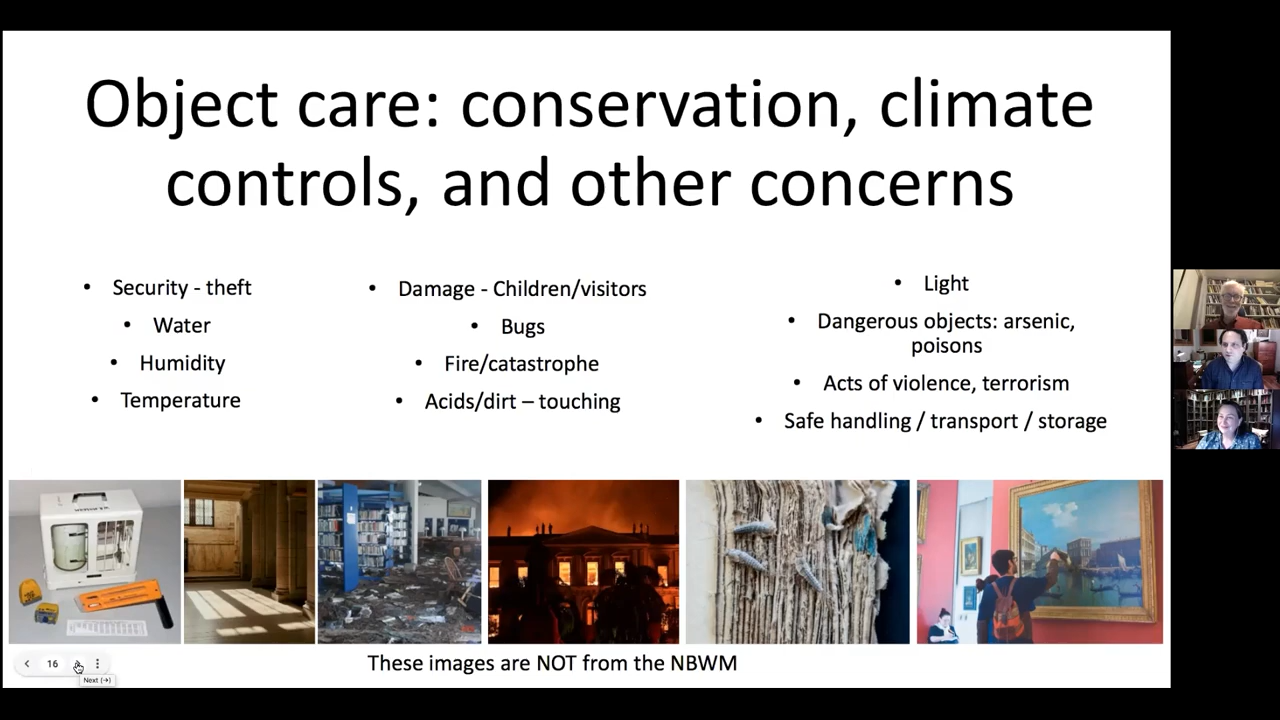 Object care: conservation, climate
controls, and other concerns
• Security - theft
• Water
• Humidity
• Temperature
• Damage - Children/visitors
• Bugs
• Fire/catastrophe
• Acids/dirt – touching
• Light
• Dangerous objects: arsenic,
poisons
• Acts of violence, terrorism
• Safe handling / transport / storage
These images are NOT from the NBWM
16
Next (→)